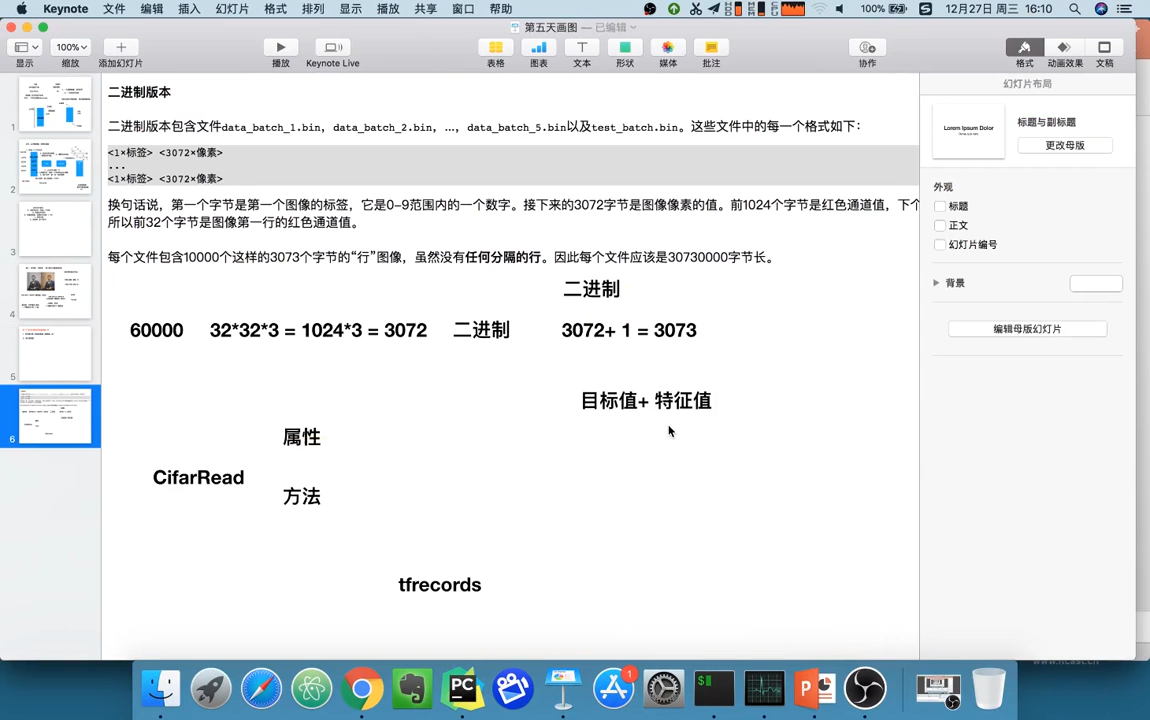 Keynote 文件 编辑 插入 幻灯片 格式 排列 显示 播放 共享 窗口 帮助 100% 12月27日 周三 16:10
第五天画图 — 已编辑
100%
显示 缩放 添加幻灯片 播放 Keynote Live 表格 图表 文本 形状 媒体 批注 协作 格式 动画效果 文稿
幻灯片布局
Lorem Ipsum Dolor
标题与副标题
更改母版
外观
标题
正文
幻灯片编号
背景
编辑母版幻灯片
1
2
3
4
5
6
二进制版本
二进制版本包含文件data_batch_1.bin，data_batch_2.bin，...，data_batch_5.bin以及test_batch.bin。这些文件中的每一个格式如下：
<1×标签> <3072×像素>
...
<1×标签> <3072×像素>
换句话说，第一个字节是第一个图像的标签，它是0-9范围内的一个数字。接下来的3072字节是图像像素的值。前1024个字节是红色通道值，下个
所以前32个字节是图像第一行的红色通道值。
每个文件包含10000个这样的3073个字节的“行”图像，虽然没有任何分隔的行。因此每个文件应该是30730000字节长。
二进制
60000 32*32*3 = 1024*3 = 3072 二进制 3072+ 1 = 3073
目标值+ 特征值
属性
CifarRead
方法
tfrecords
PC
1
$
P